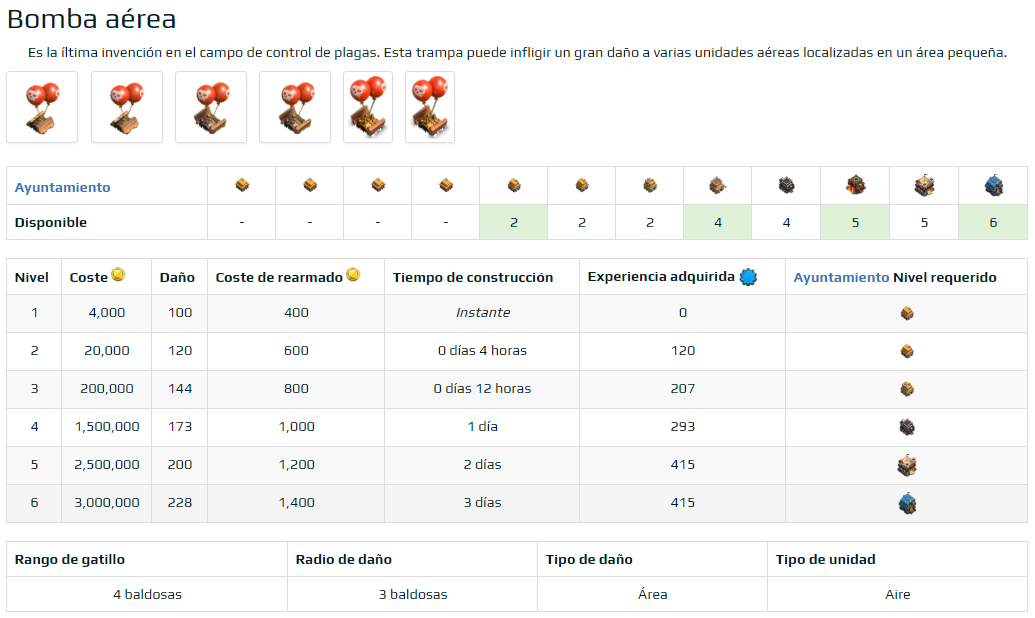 Bomba aérea
Es la íltima invención en el campo de control de plagas. Esta trampa puede infligir un gran daño a varias unidades aéreas localizadas en un área pequeña.
Ayuntamiento
Disponible - - - - 2 2 2 4 4 5 5 6
Nivel Coste Daño Coste de rearmado Tiempo de construcción Experiencia adquirida Ayuntamiento Nivel requerido
1 4,000 100 400 Instante 0
2 20,000 120 600 0 días 4 horas 120
3 200,000 144 800 0 días 12 horas 207
4 1,500,000 173 1,000 1 día 293
5 2,500,000 200 1,200 2 días 415
6 3,000,000 228 1,400 3 días 415
Rango de gatillo Radio de daño Tipo de daño Tipo de unidad
4 baldosas 3 baldosas Área Aire